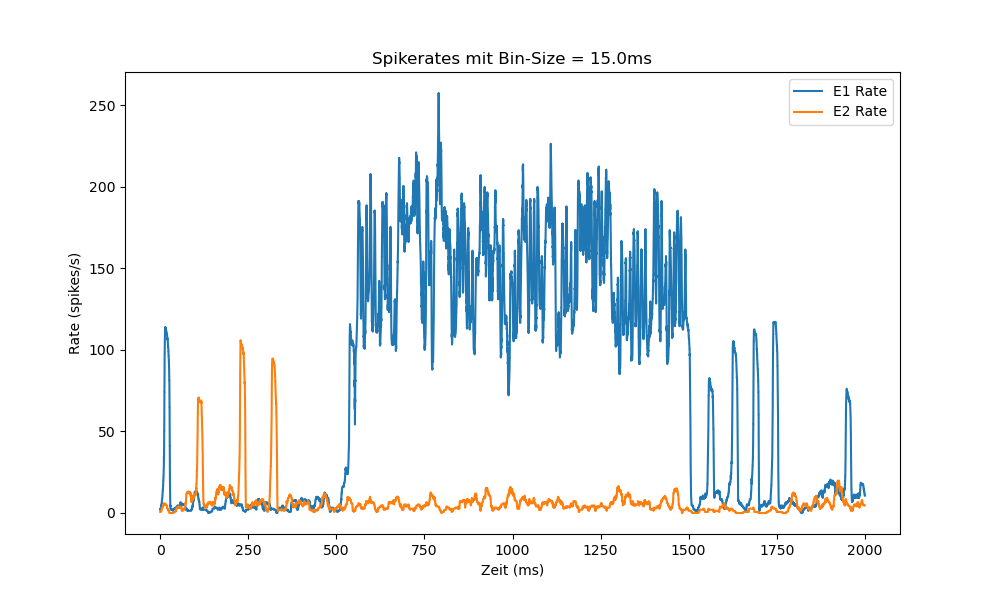 Spikerates mit Bin-Size = 15.0ms
E1 Rate
E2 Rate
250
200
150
100
50
0
Rate (spikes/s)
0 250 500 750 1000 1250 1500 1750 2000
Zeit (ms)